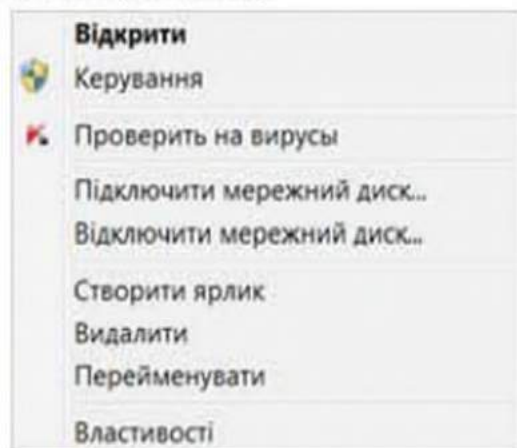 Відкрити
Керування
Проверить на вирусы
Підключити мережний диск...
Відключити мережний диск...
Створити ярлик
Видалити
Перейменувати
Властивості